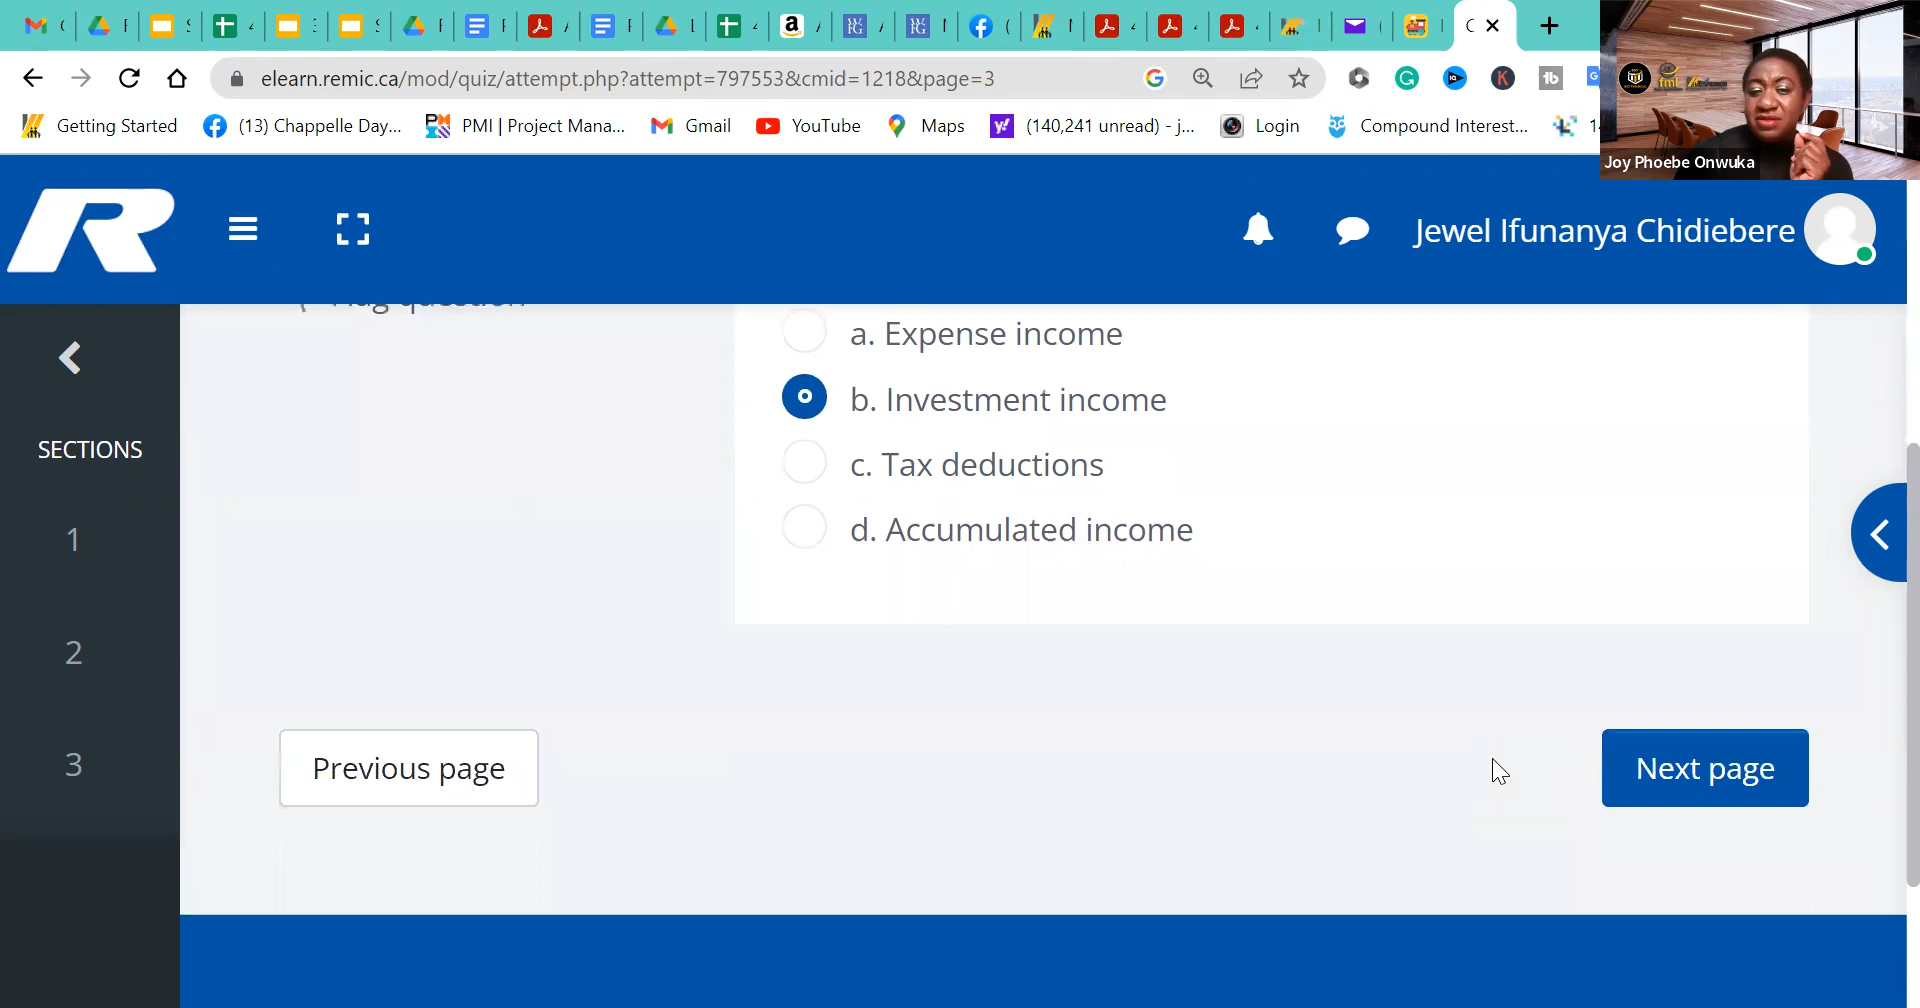 elearn.remic.ca/mod/quiz/attempt.php?attempt=797553&cmid=1218&page=3
Getting Started
(13) Chappelle Day...
PMI | Project Mana...
Gmail
YouTube
Maps
(140,241 unread) - j...
Login
Compound Interest...
Joy Phoebe Onwuka
Jewel Ifunanya Chidiebere
Flag question
a. Expense income
b. Investment income
c. Tax deductions
d. Accumulated income
SECTIONS
1
2
3
Previous page
Next page